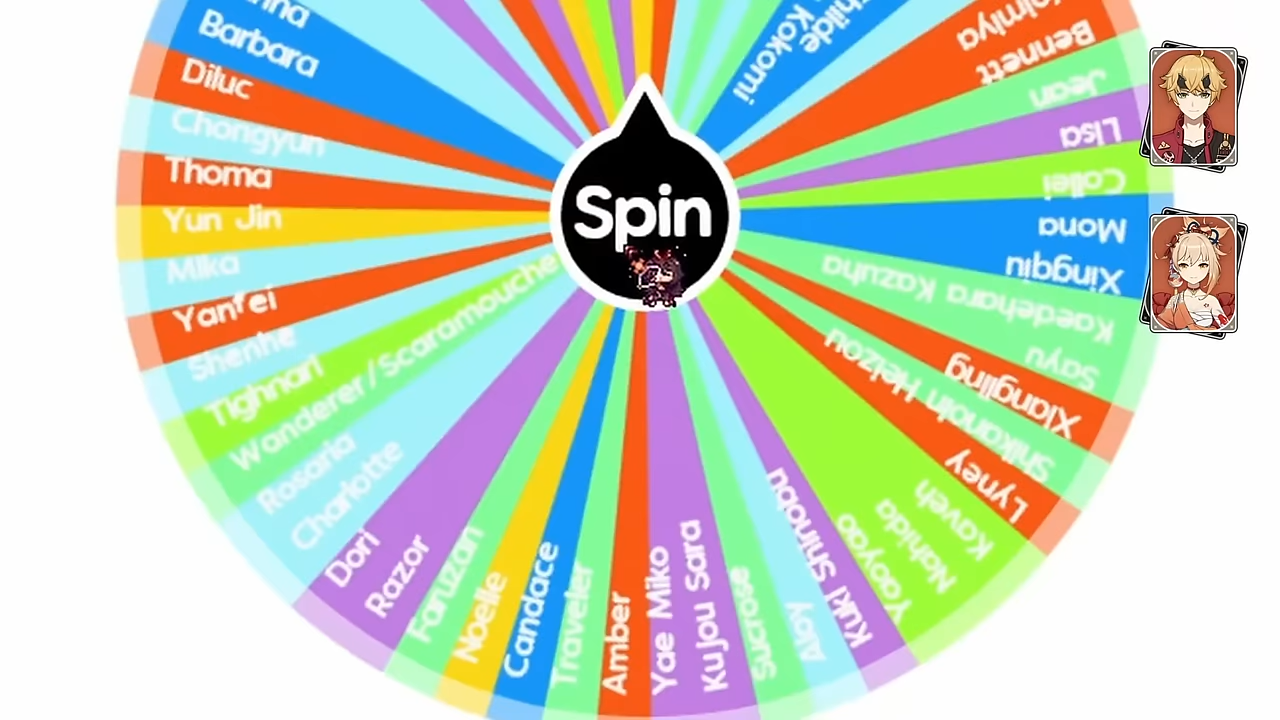 Barbara
Diluc
Chongyun
Thoma
Yun Jin
Mika
Yanfei
Shenhe
Tighnari
Wanderer/Scaramouche
Rosaria
Charlotte
Dori
Razor
Faruzan
Noelle
Candace
Traveler
Amber
Yae Miko
Kujou Sara
Sucrose
Aloy
Kuki Shinobu
Yaoyao
Nahida
Kaveh
Lyney
Shikanoin Heizou
Xiangling
Sayu
Kaedehara Kazuha
Xingqiu
Mona
Collei
Lisa
Jean
Bennett
Kokomi
Spin